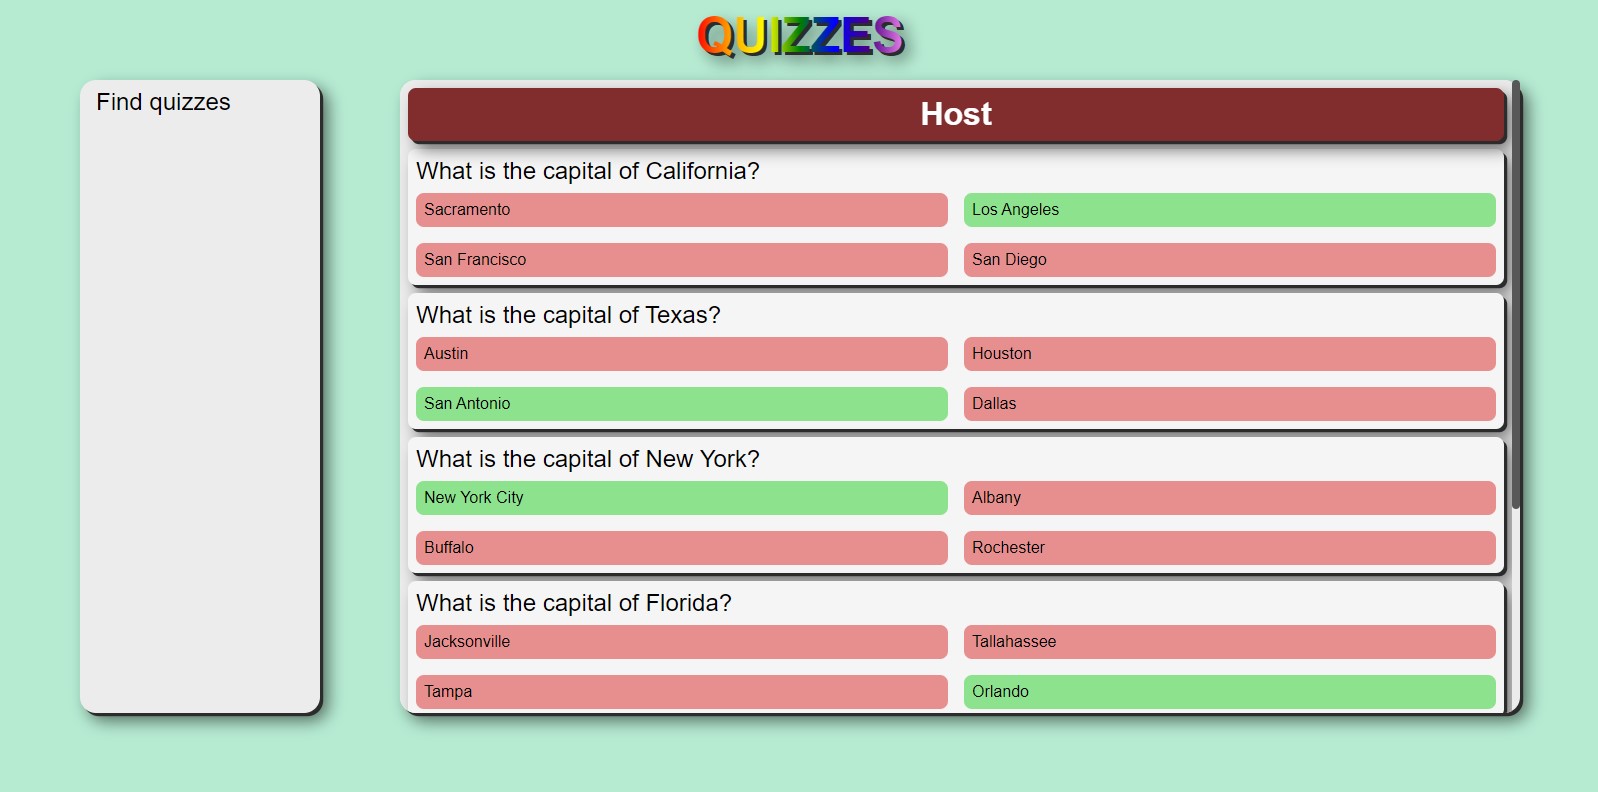 QUIZZES
Find quizzes
Host
What is the capital of California?
Sacramento
Los Angeles
San Francisco
San Diego
What is the capital of Texas?
Austin
Houston
San Antonio
Dallas
What is the capital of New York?
New York City
Albany
Buffalo
Rochester
What is the capital of Florida?
Jacksonville
Tallahassee
Tampa
Orlando